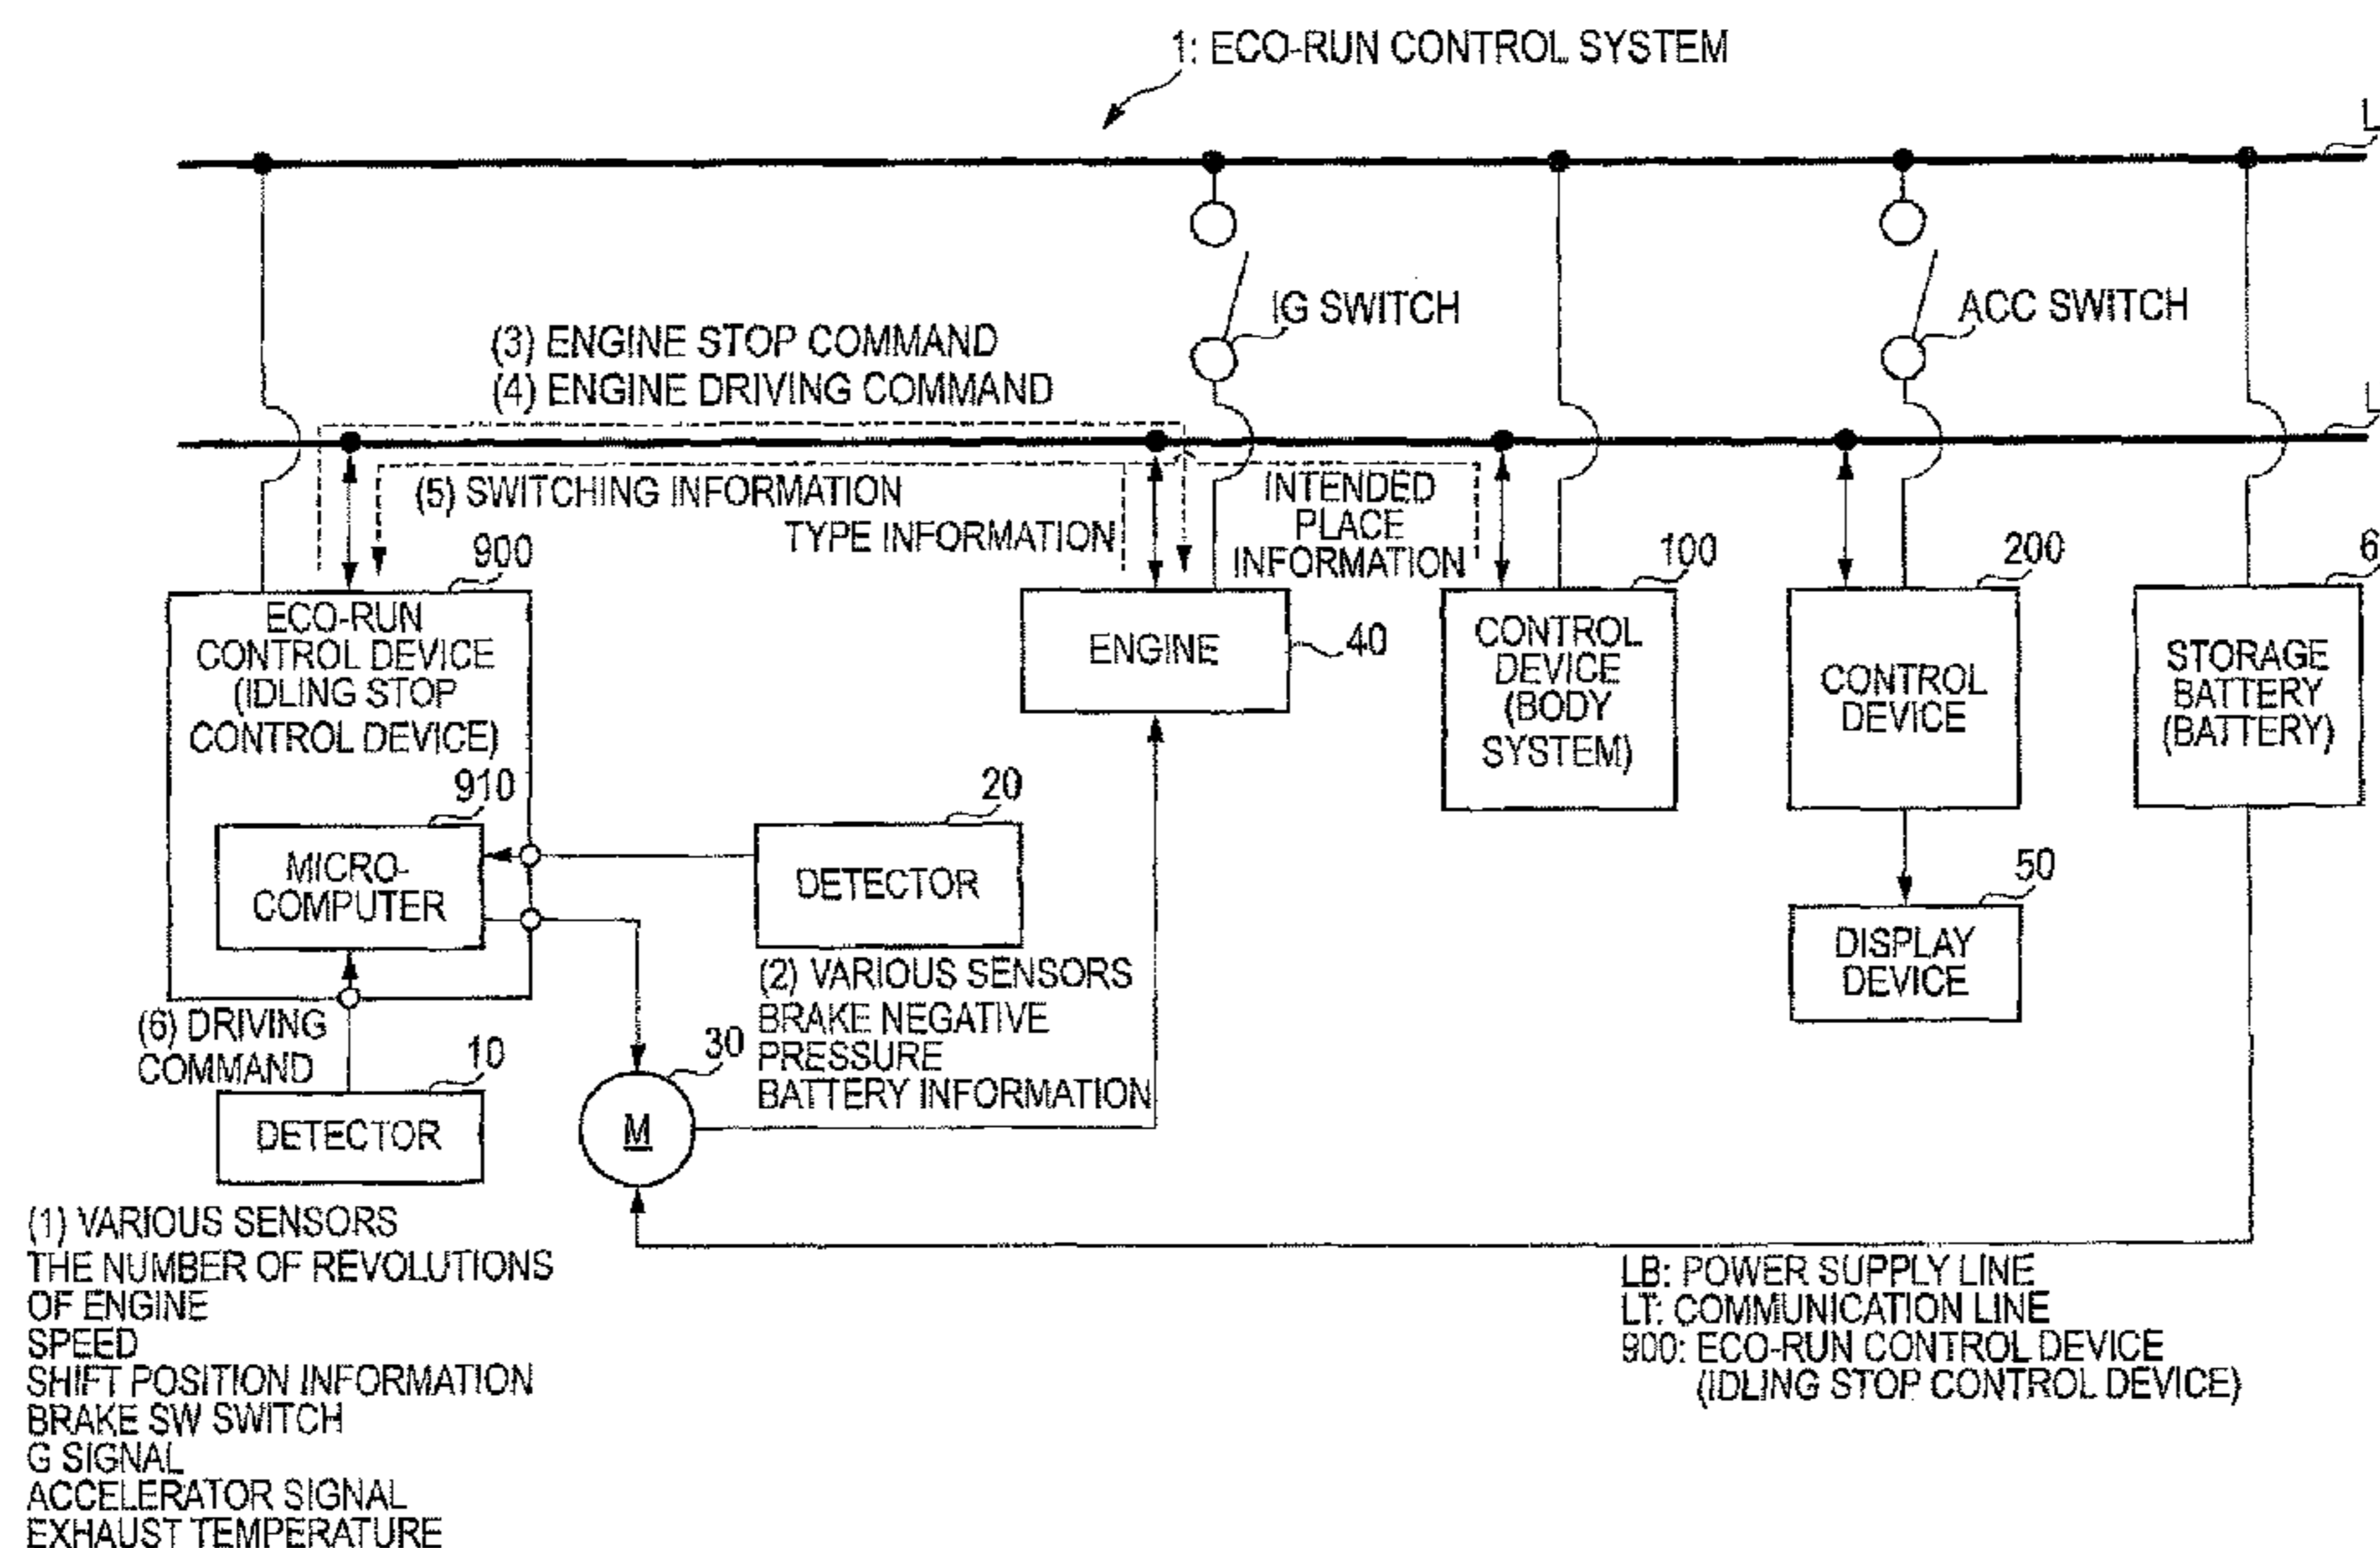 1: ECO-RUN CONTROL SYSTEM
L
IG SWITCH
ACC SWITCH
(3) ENGINE STOP COMMAND
(4) ENGINE DRIVING COMMAND
L
(5) SWITCHING INFORMATION
TYPE INFORMATION
INTENDED
PLACE
INFORMATION
900
100
200
6
ECO-RUN
CONTROL DEVICE
(IDLING STOP
CONTROL DEVICE)
ENGINE
40
CONTROL
DEVICE
(BODY
SYSTEM)
CONTROL
DEVICE
STORAGE
BATTERY
(BATTERY)
910
MICRO-
COMPUTER
20
DETECTOR
50
DISPLAY
DEVICE
(2) VARIOUS SENSORS
BRAKE NEGATIVE
PRESSURE
BATTERY INFORMATION
(6) DRIVING
COMMAND
10
DETECTOR
30
M
(1) VARIOUS SENSORS
THE NUMBER OF REVOLUTIONS
OF ENGINE
SPEED
SHIFT POSITION INFORMATION
BRAKE SW SWITCH
G SIGNAL
ACCELERATOR SIGNAL
EXHAUST TEMPERATURE
LB: POWER SUPPLY LINE
LT: COMMUNICATION LINE
900: ECO-RUN CONTROL DEVICE
(IDLING STOP CONTROL DEVICE)